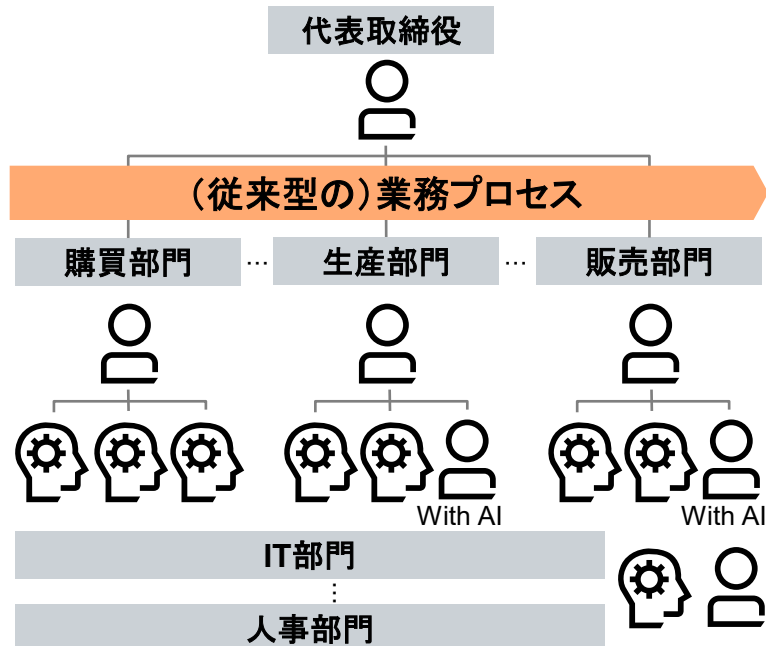 代表取締役
（従来型の）業務プロセス
購買部門 … 生産部門 … 販売部門
With AI With AI
IT部門
…
人事部門